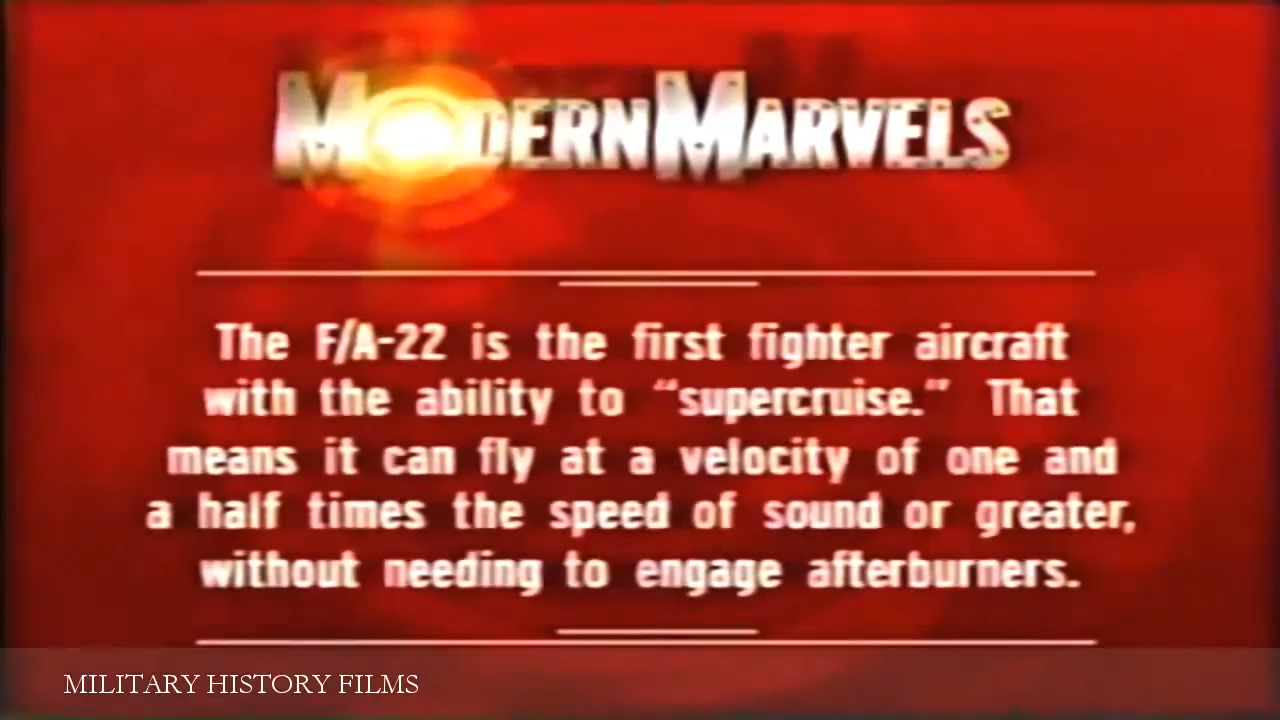 MODERN MARVELS
The F/A-22 is the first fighter aircraft
with the ability to “supercruise.” That
means it can fly at a velocity of one and
a half times the speed of sound or greater,
without needing to engage afterburners.
MILITARY HISTORY FILMS